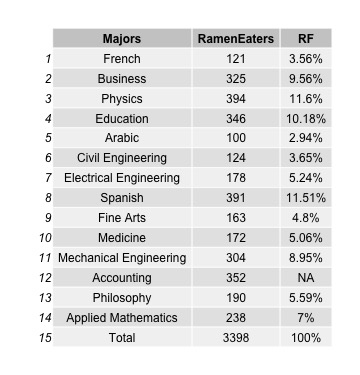 Majors RamenEaters RF
1 French 121 3.56%
2 Business 325 9.56%
3 Physics 394 11.6%
4 Education 346 10.18%
5 Arabic 100 2.94%
6 Civil Engineering 124 3.65%
7 Electrical Engineering 178 5.24%
8 Spanish 391 11.51%
9 Fine Arts 163 4.8%
10 Medicine 172 5.06%
11 Mechanical Engineering 304 8.95%
12 Accounting 352 NA
13 Philosophy 190 5.59%
14 Applied Mathematics 238 7%
15 Total 3398 100%